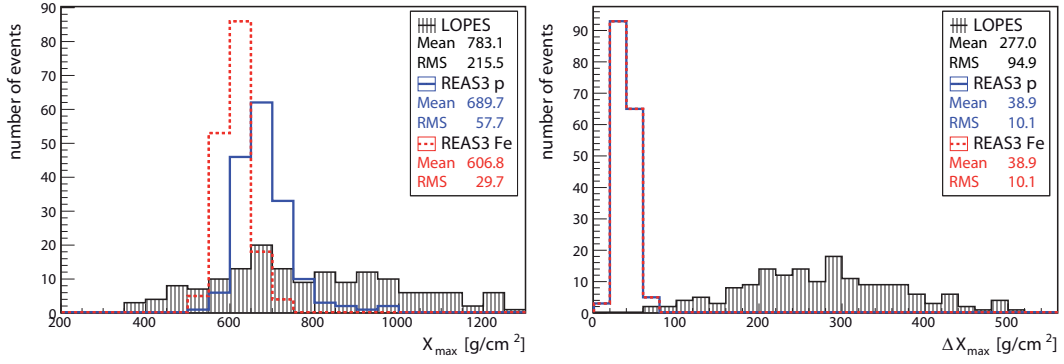 number of events
90
80
70
60
50
40
30
20
10
0
200 400 600 800 1000 1200
X max [g/cm 2 ]
LOPES
Mean 783.1
RMS 215.5
REAS3 p
Mean 689.7
RMS 57.7
REAS3 Fe
Mean 606.8
RMS 29.7
number of events
90
80
70
60
50
40
30
20
10
0
0 100 200 300 400 500
Δ X max [g/cm 2 ]
LOPES
Mean 277.0
RMS 94.9
REAS3 p
Mean 38.9
RMS 10.1
REAS3 Fe
Mean 38.9
RMS 10.1